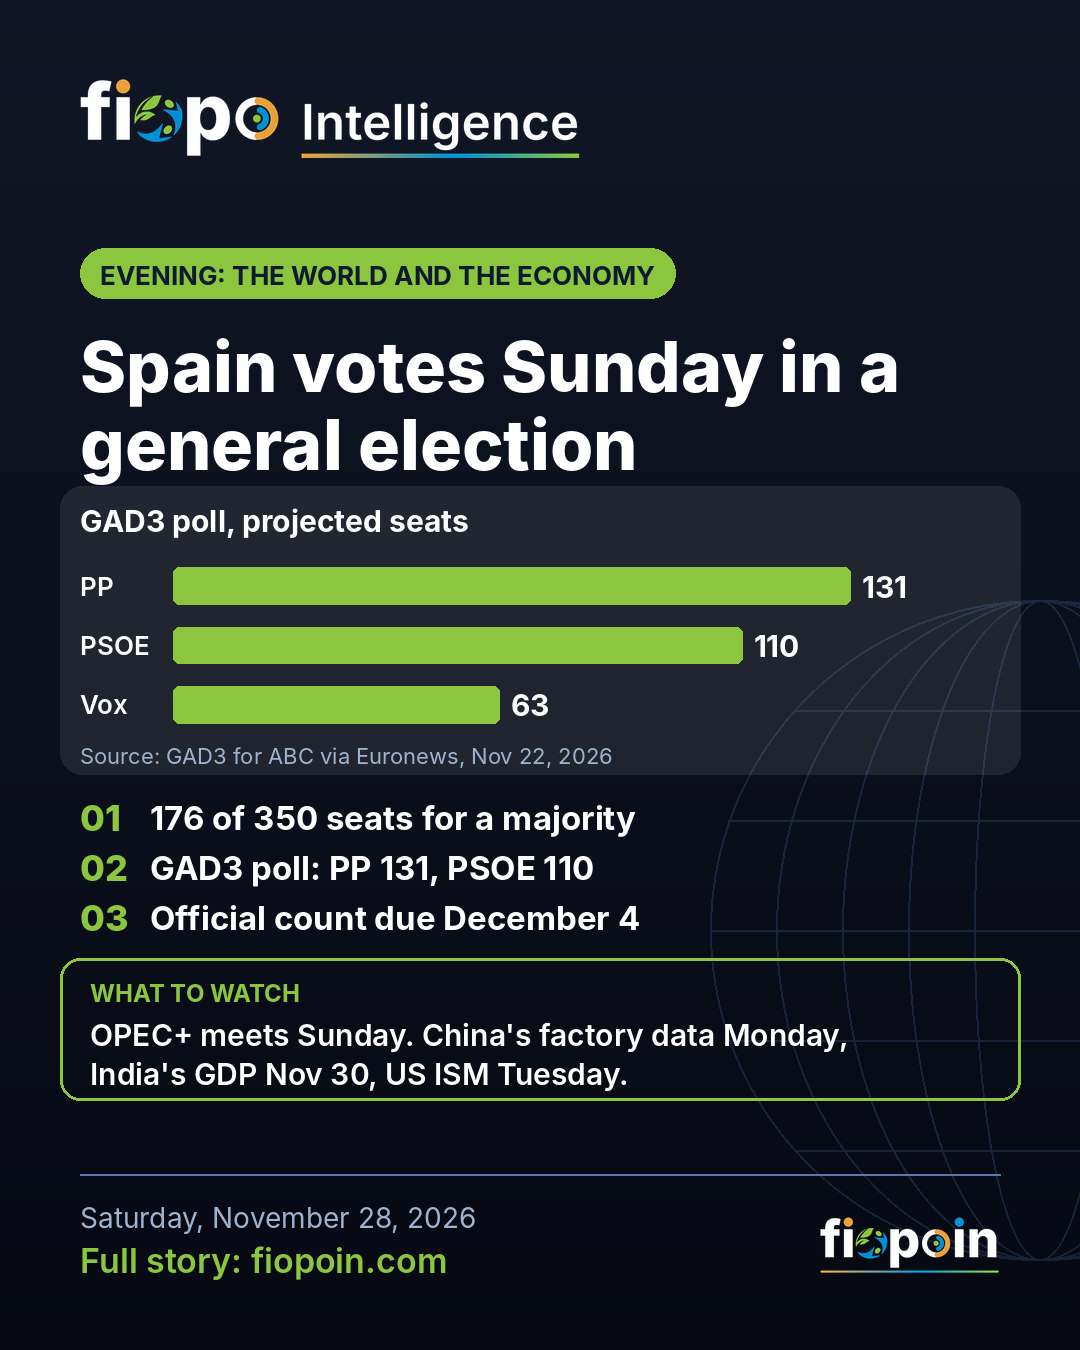 fiopo Intelligence
EVENING: THE WORLD AND THE ECONOMY
Spain votes Sunday in a
general election
GAD3 poll, projected seats
PP 131
PSOE 110
Vox 63
Source: GAD3 for ABC via Euronews, Nov 22, 2026
01 176 of 350 seats for a majority
02 GAD3 poll: PP 131, PSOE 110
03 Official count due December 4
WHAT TO WATCH
OPEC+ meets Sunday. China's factory data Monday,
India's GDP Nov 30, US ISM Tuesday.
Saturday, November 28, 2026
Full story: fiopoin.com
fiopoin